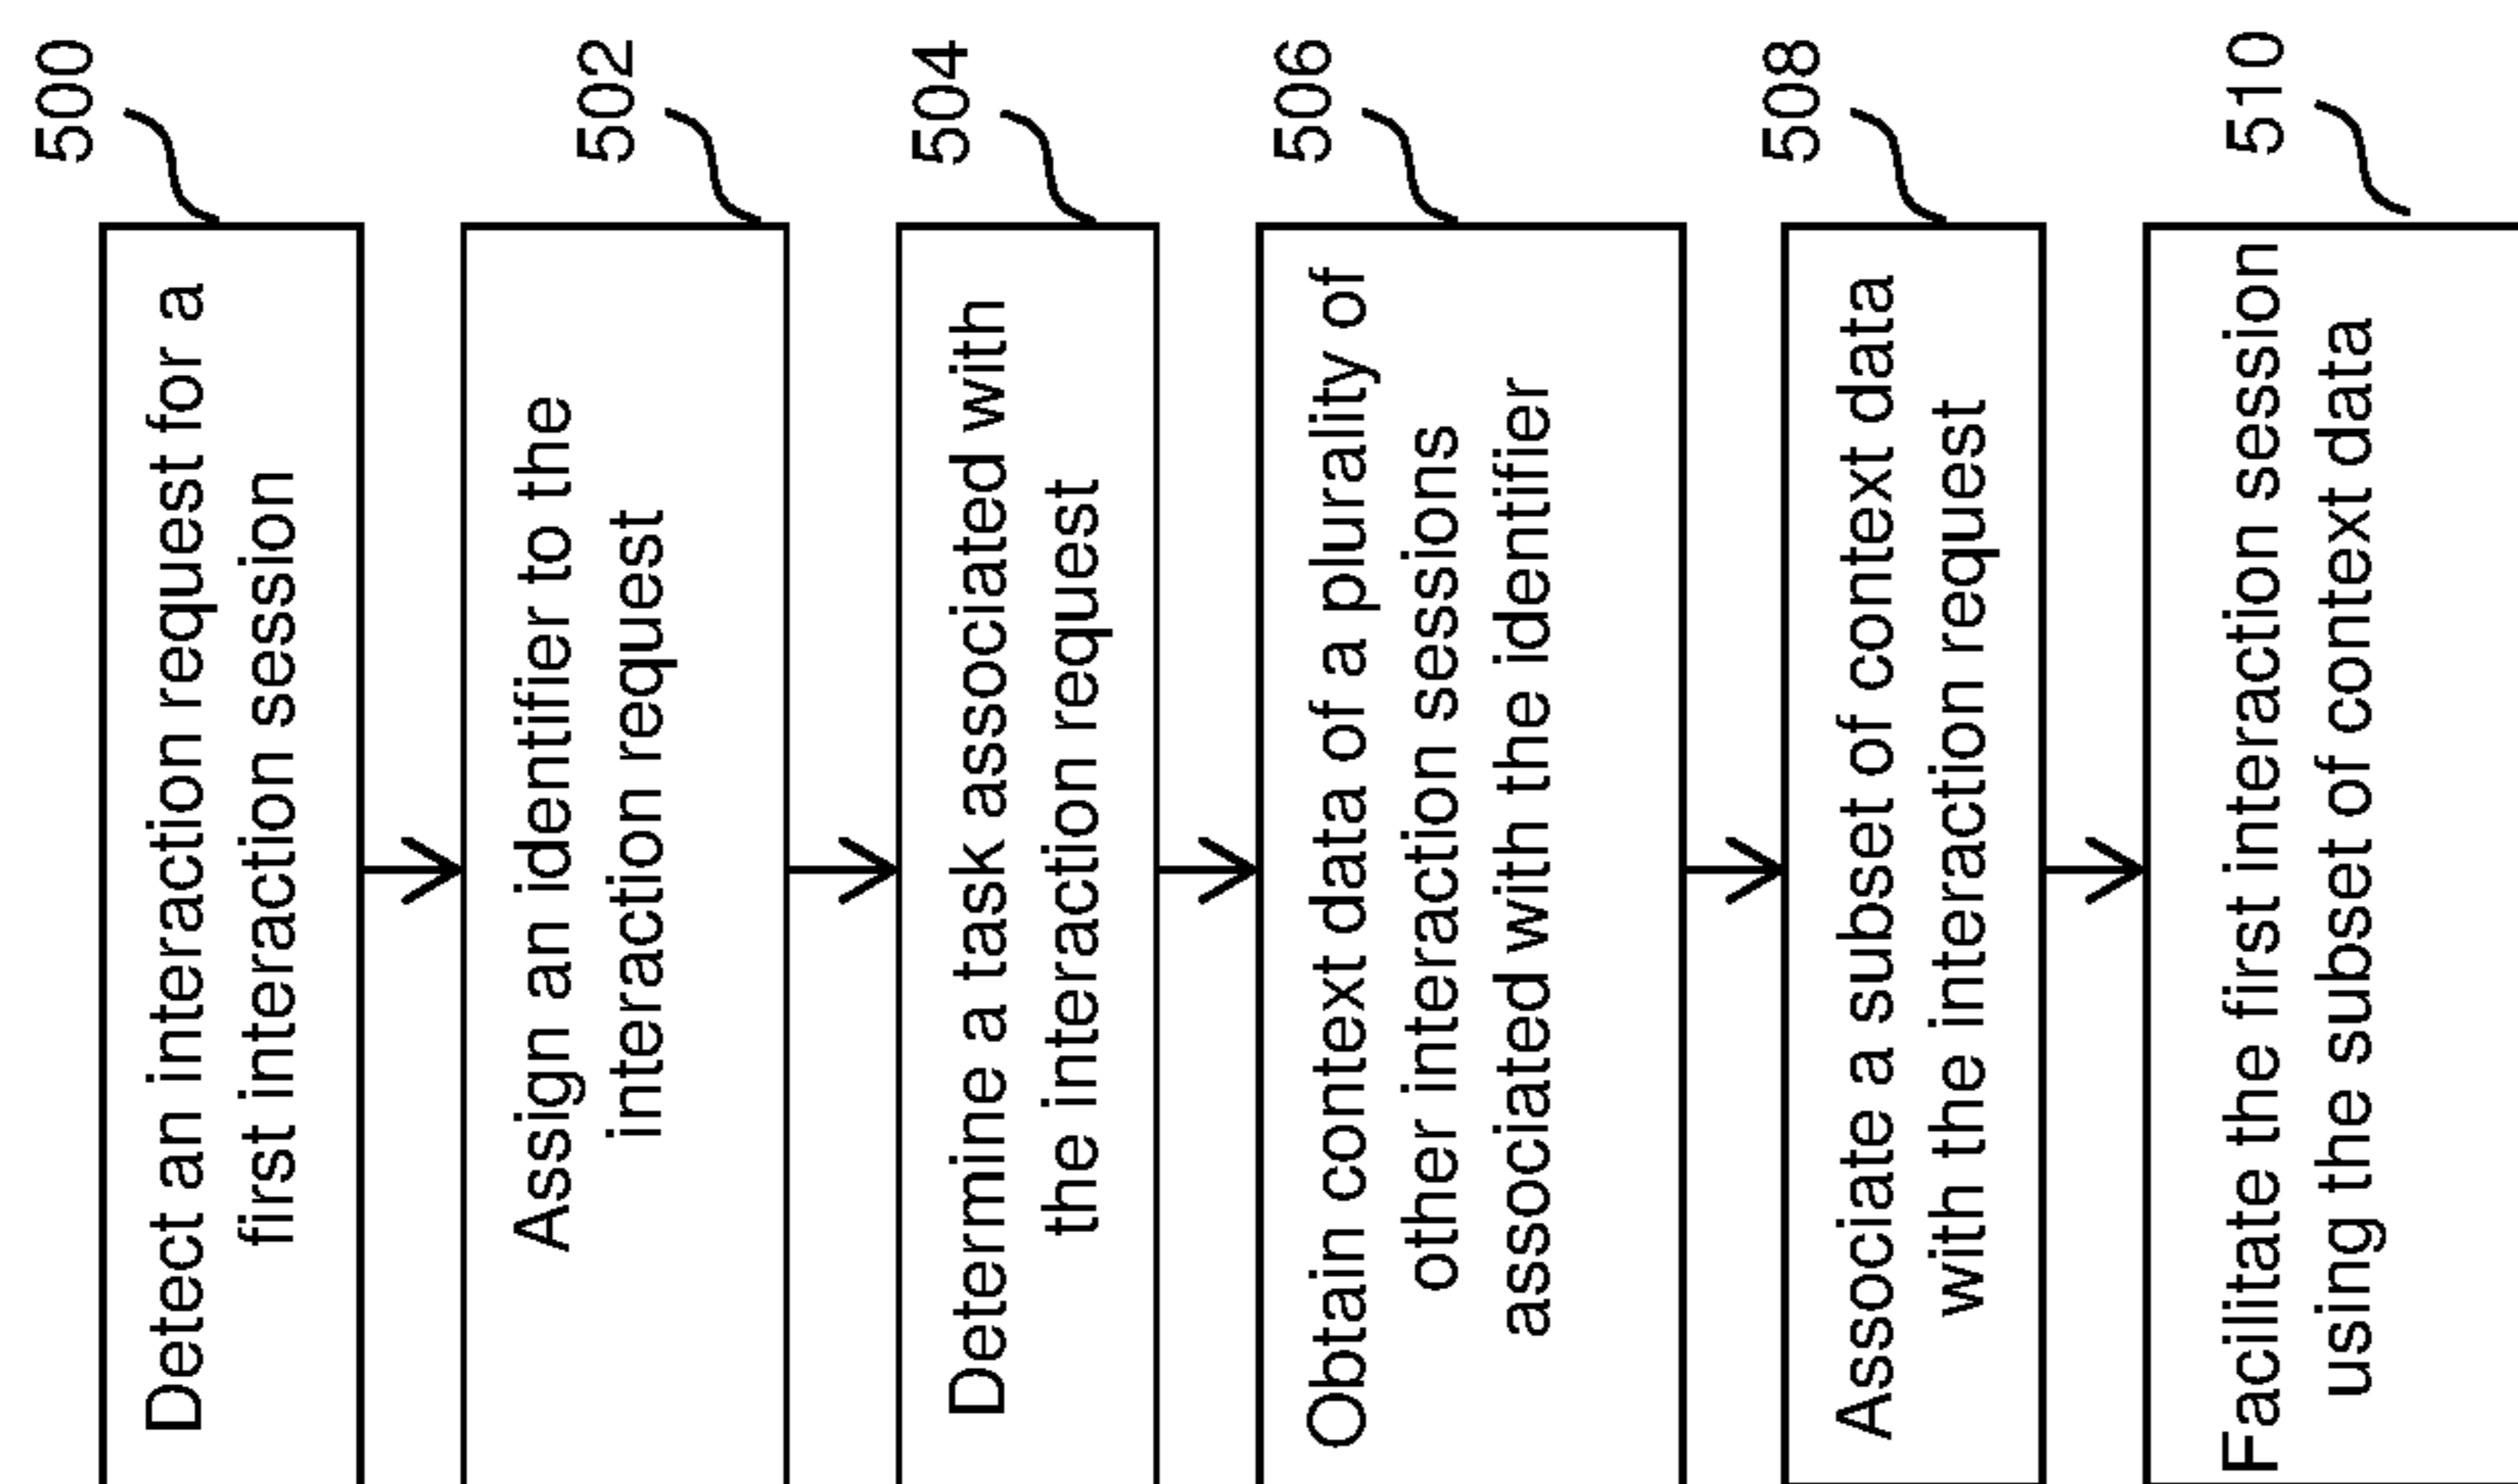 500
Detect an interaction request for a
first interaction session
502
Assign an identifier to the
interaction request
504
Determine a task associated with
the interaction request
506
Obtain context data of a plurality of
other interaction sessions
associated with the identifier
508
Associate a subset of context data
with the interaction request
510
Facilitate the first interaction session
using the subset of context data